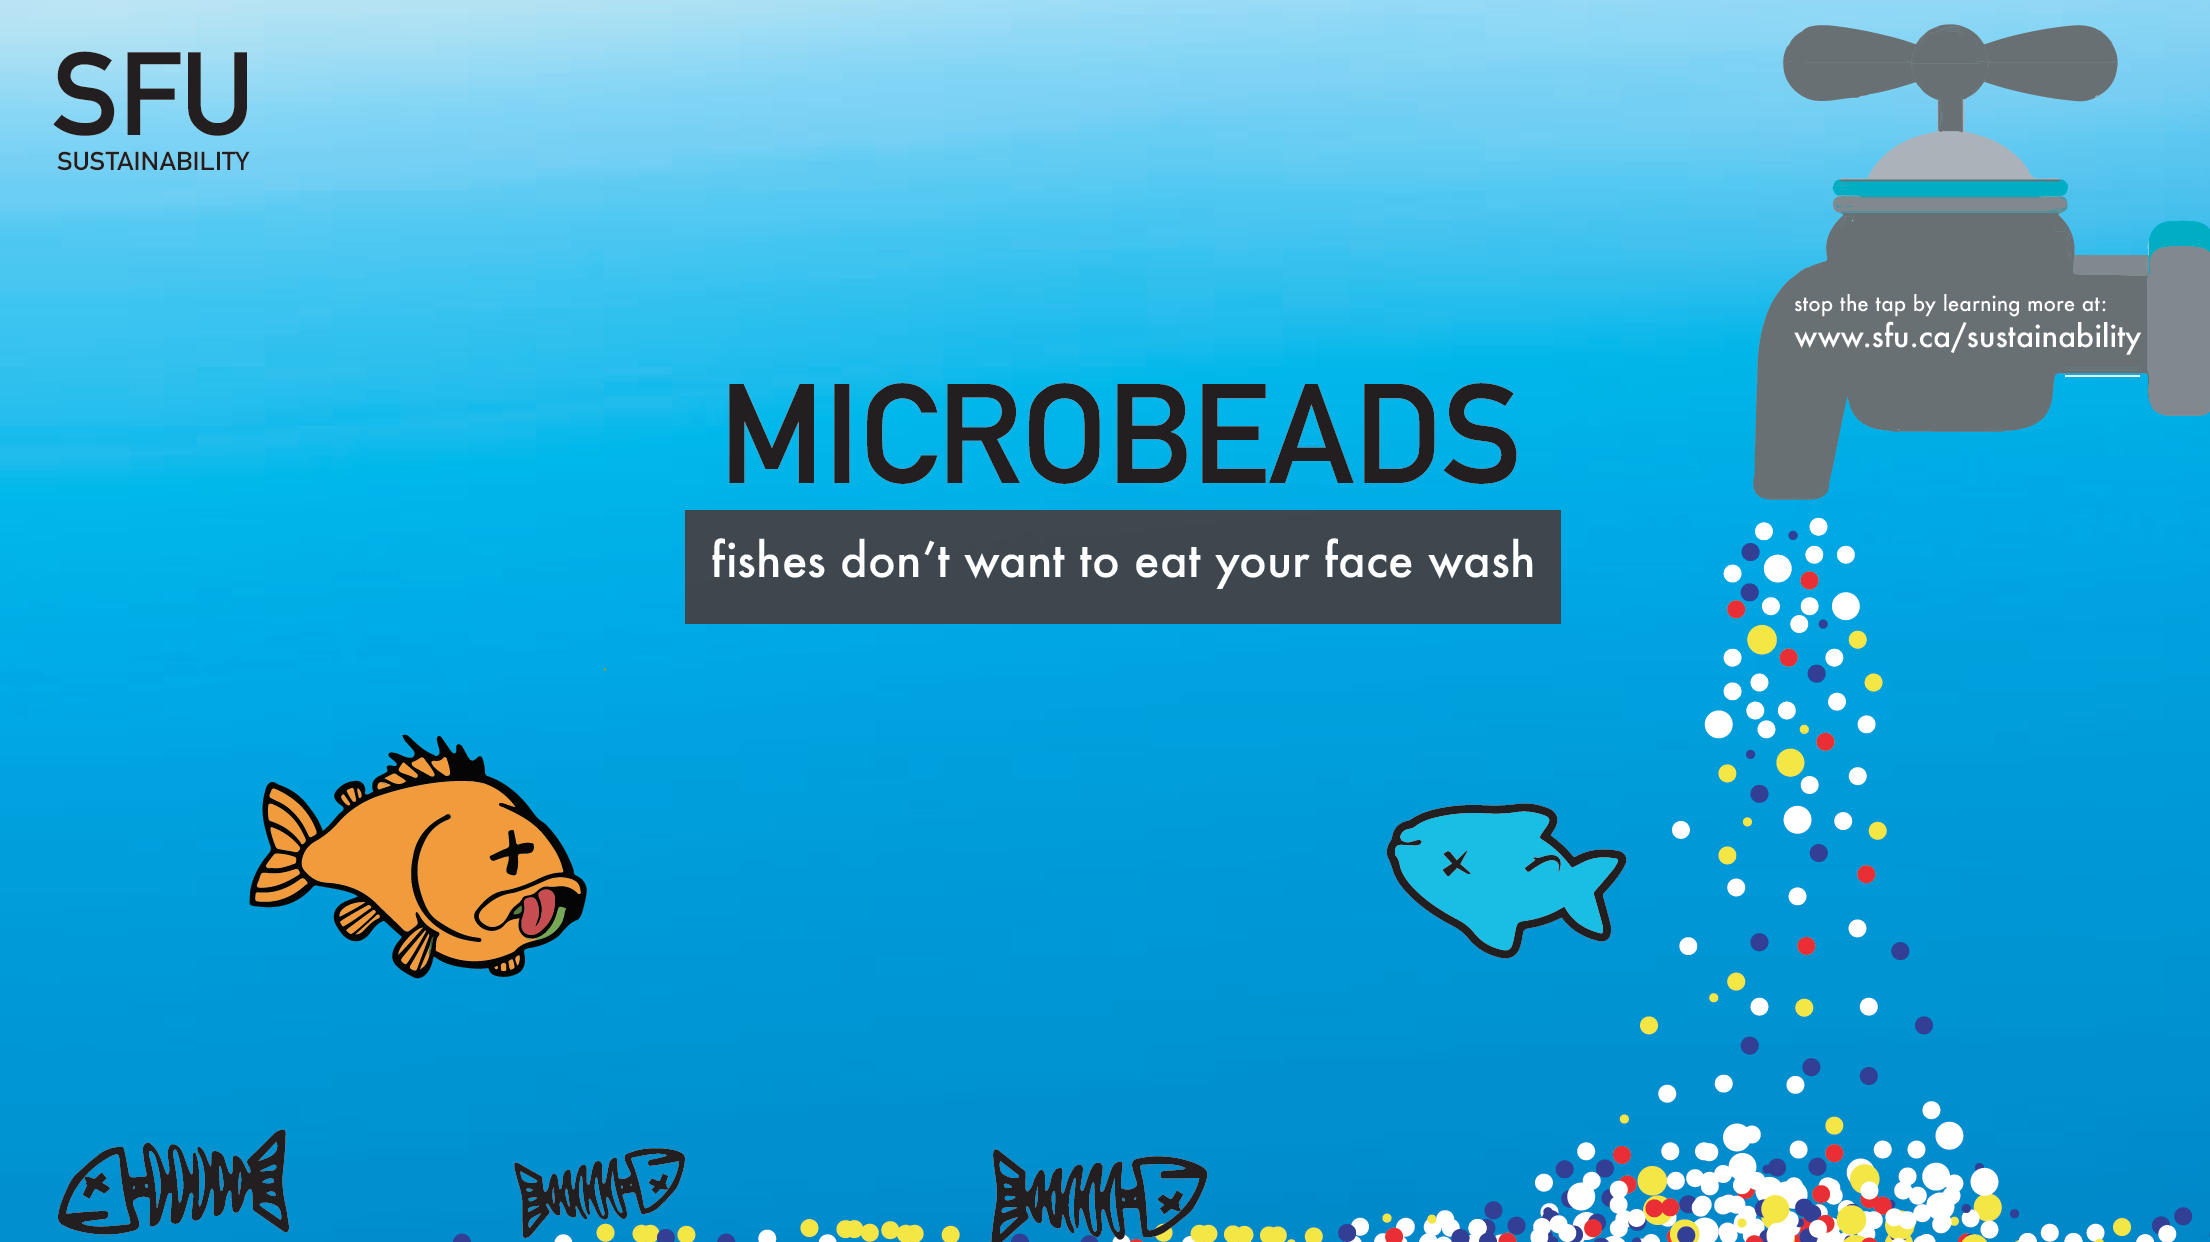 SFU
SUSTAINABILITY
stop the tap by learning more at:
www.sfu.ca/sustainability
MICROBEADS
fishes don't want to eat your face wash